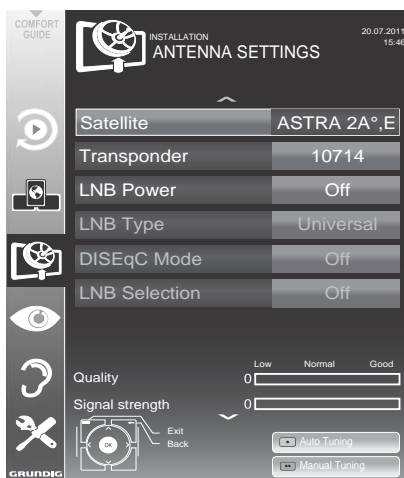 COMFORT
GUIDE
INSTALLATION
ANTENNA SETTINGS
20.07.2011
15:46
Satellite ASTRA 2A°,E
Transponder 10714
LNB Power Off
LNB Type Universal
DISEqC Mode Off
LNB Selection Off
Low Normal Good
Quality 0
Signal strength 0
Exit
Back
OK
Auto Tuning
Manual Tuning
GRUNDIG